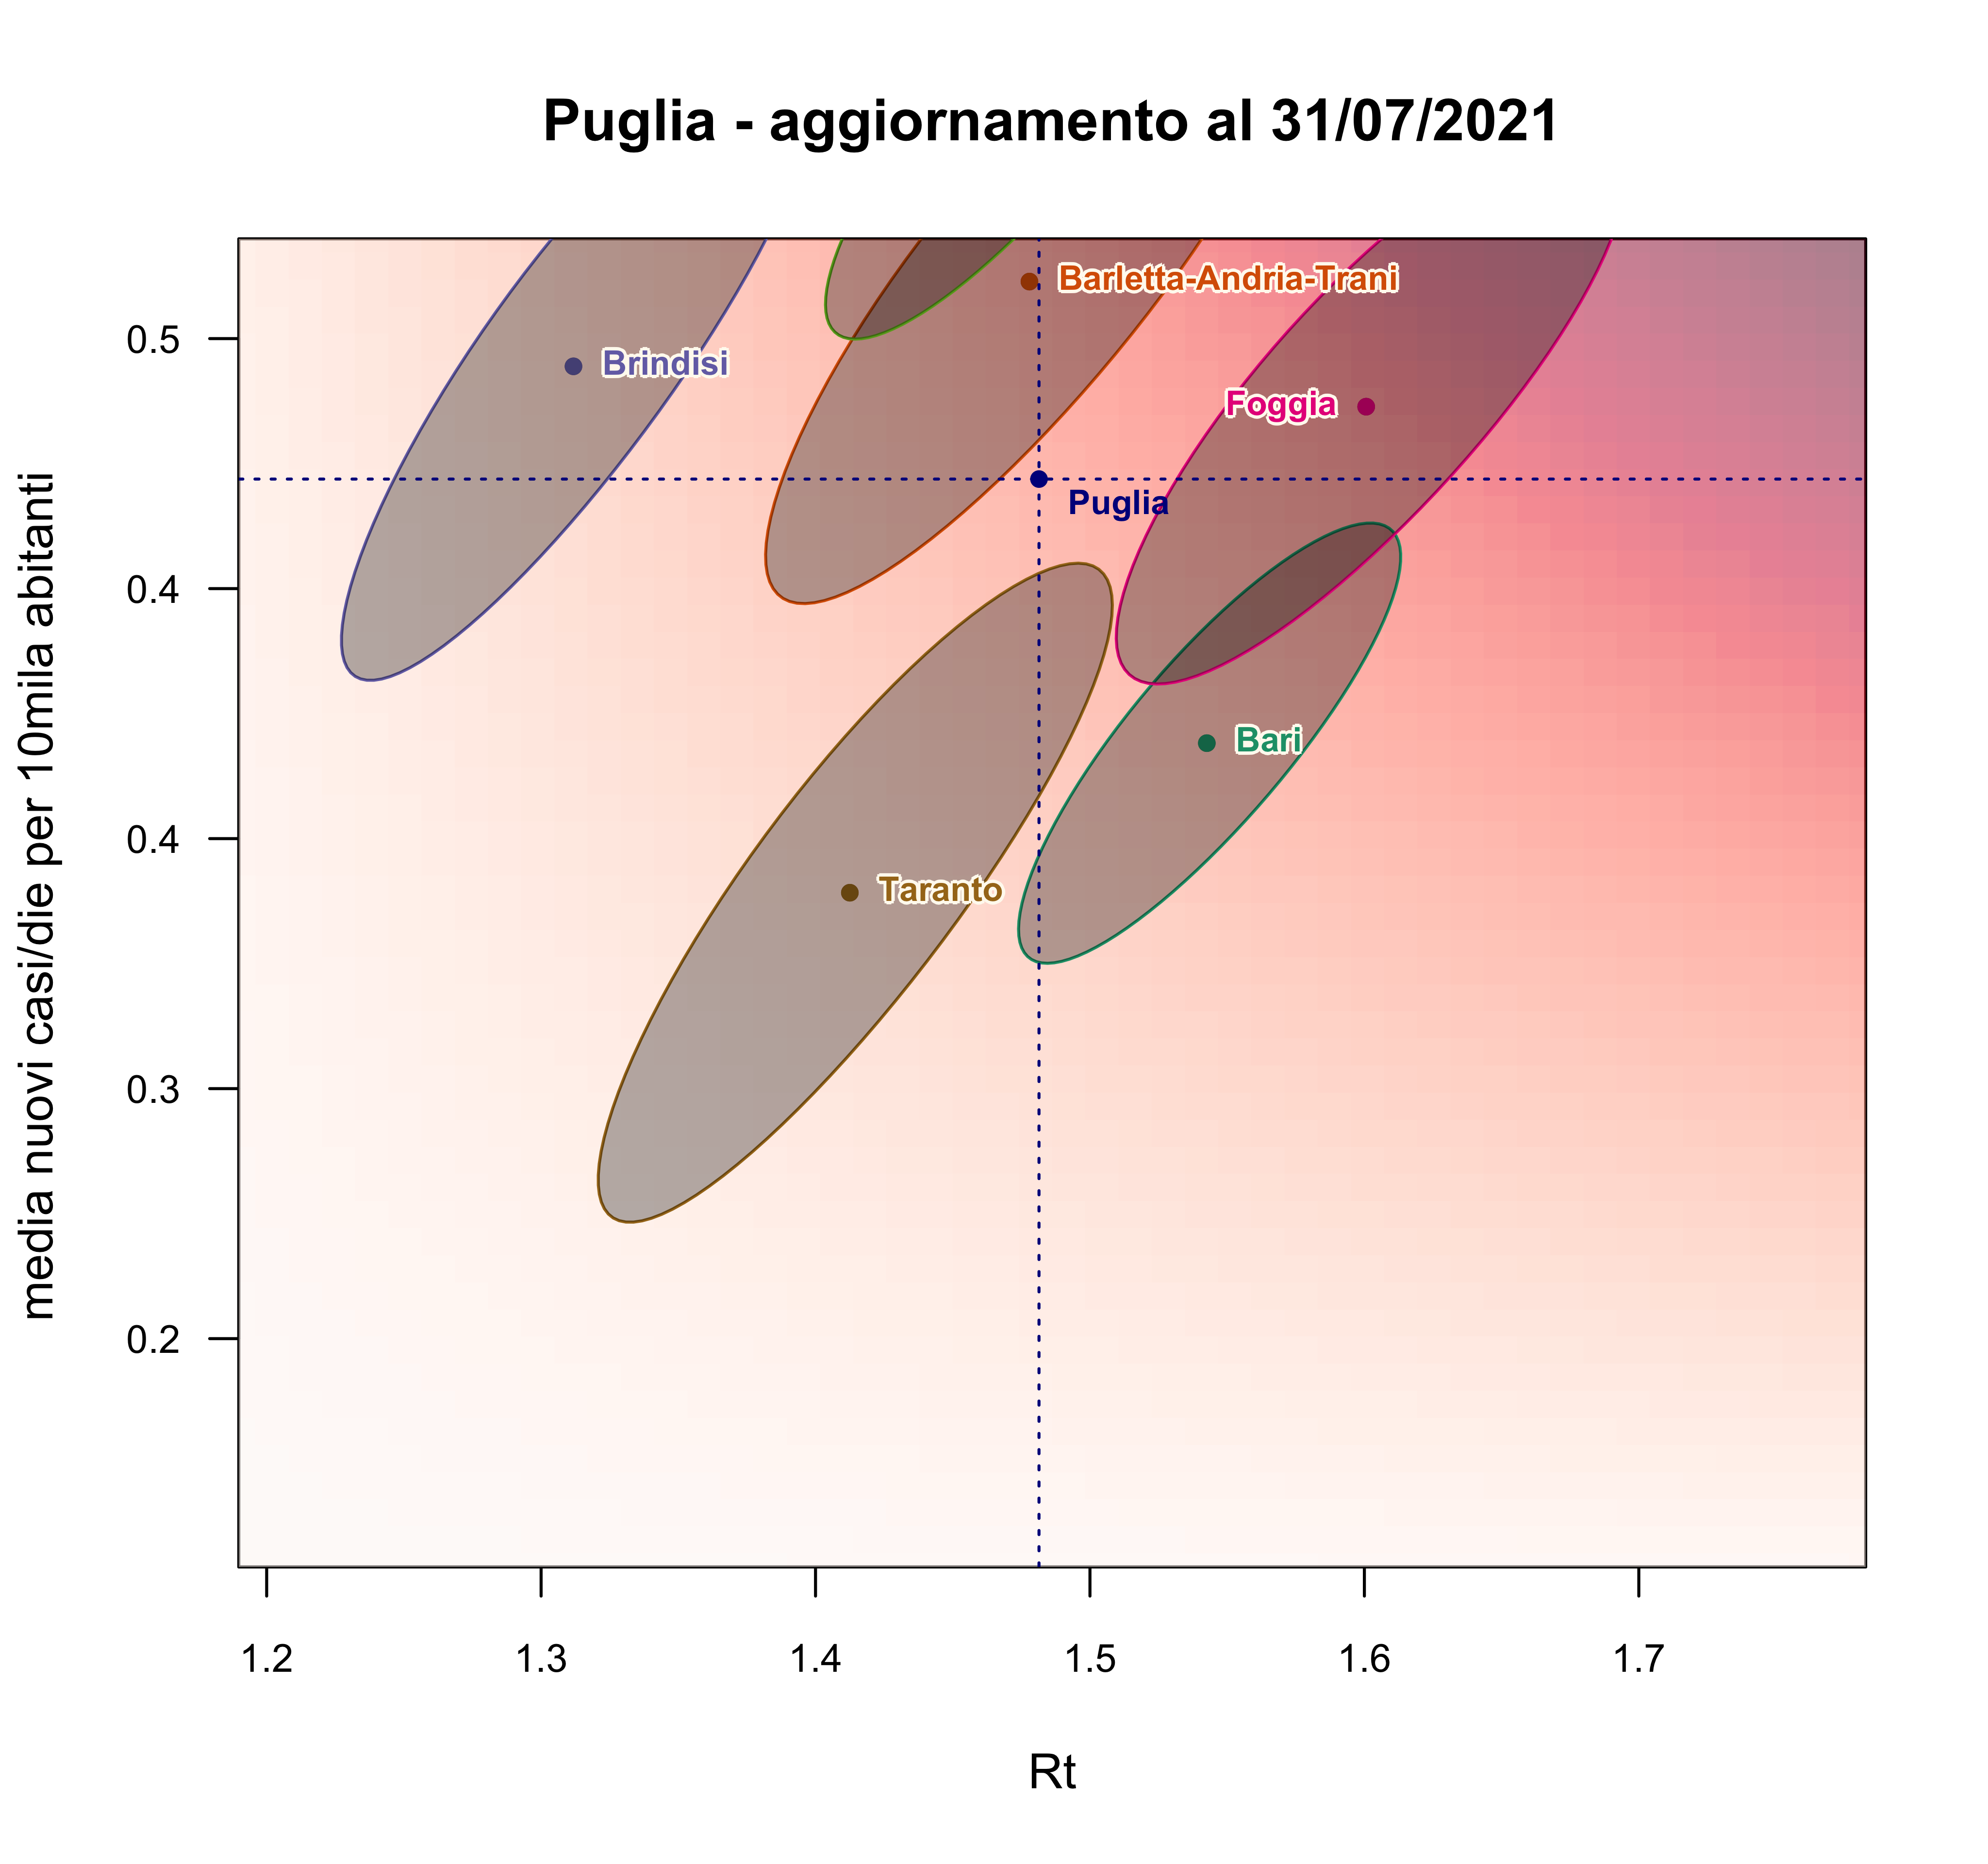 Puglia - aggiornamento al 31/07/2021
media nuovi casi/die per 10mila abitanti
0.5
0.4
0.4
0.3
0.2
Barletta-Andria-Trani
Brindisi
Foggia
Puglia
Bari
Taranto
1.2 1.3 1.4 1.5 1.6 1.7
Rt